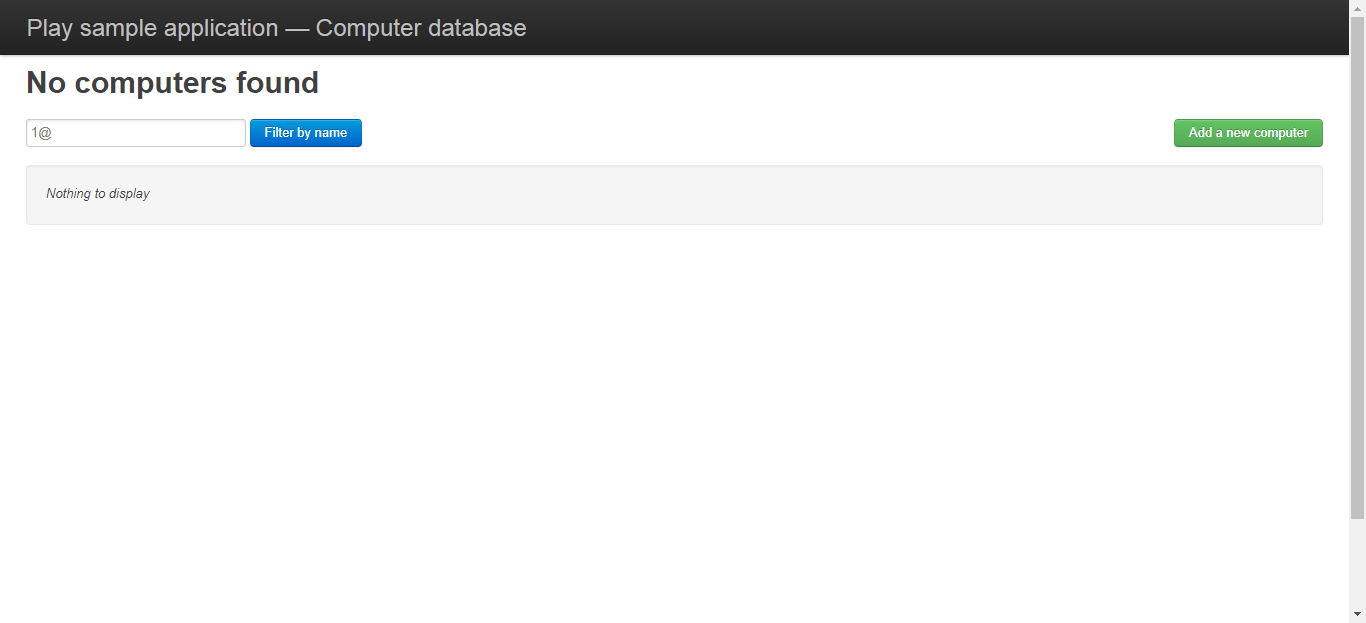 Play sample application — Computer database
No computers found
1@
Filter by name
Add a new computer
Nothing to display